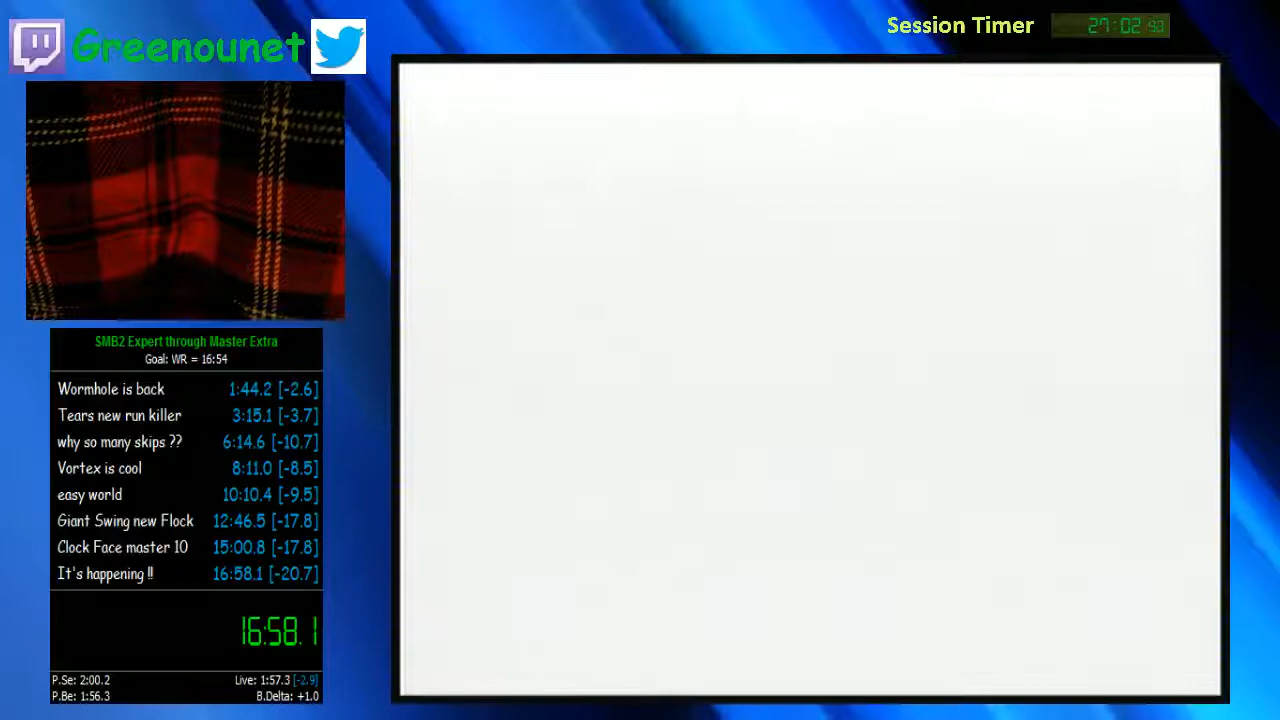 Greenounet
Session Timer 27:02 90
SMB2 Expert through Master Extra
Goal: WR = 16:54
Wormhole is back 1:44.2 [-2.6]
Tears new run killer 3:15.1 [-3.7]
why so many skips ?? 6:14.6 [-10.7]
Vortex is cool 8:11.0 [-8.5]
easy world 10:10.4 [-9.5]
Giant Swing new Flock 12:46.5 [-17.8]
Clock Face master 10 15:00.8 [-17.8]
It's happening !! 16:58.1 [-20.7]
16:58.1
P.Se: 2:00.2 Live: 1:57.3 [-2.9]
P.Be: 1:56.3 B.Delta: +1.0